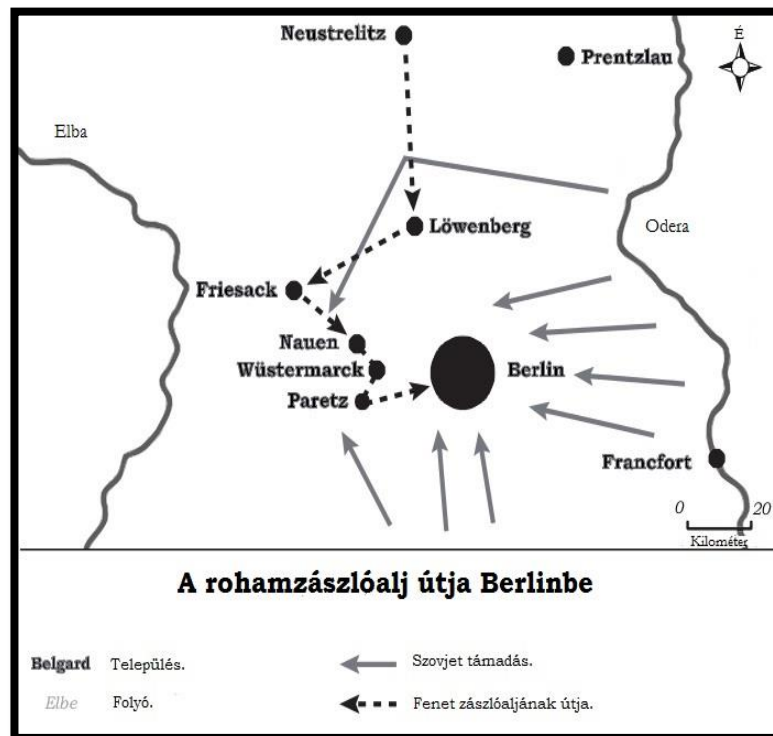 Neustrelitz
Prentzlau
É
Elba
Löwenberg
Odera
Friesack
Nauen
Wüstermarck
Berlin
Paretz
Francfort
0 20
Kilométer
A rohamzászlóalj útja Berlinbe
Belgard Település. Szovjet támadás.
Elbe Folyó. Fenet zászlóaljának útja.